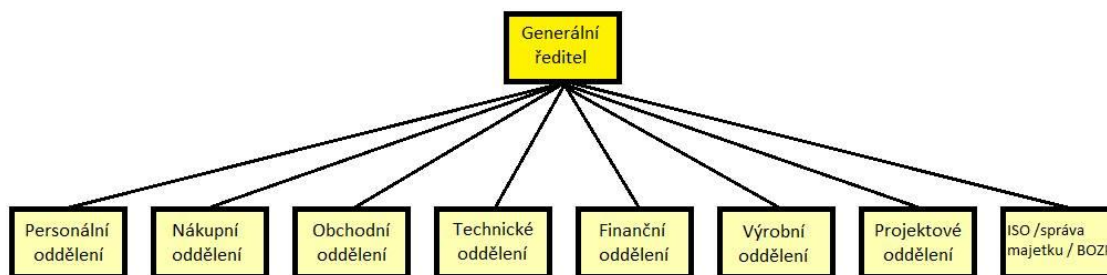 Generální
ředitel
Personální
oddělení
Nákupní
oddělení
Obchodní
oddělení
Technické
oddělení
Finanční
oddělení
Výrobní
oddělení
Projektové
oddělení
ISO /správa
majetku / BOZP